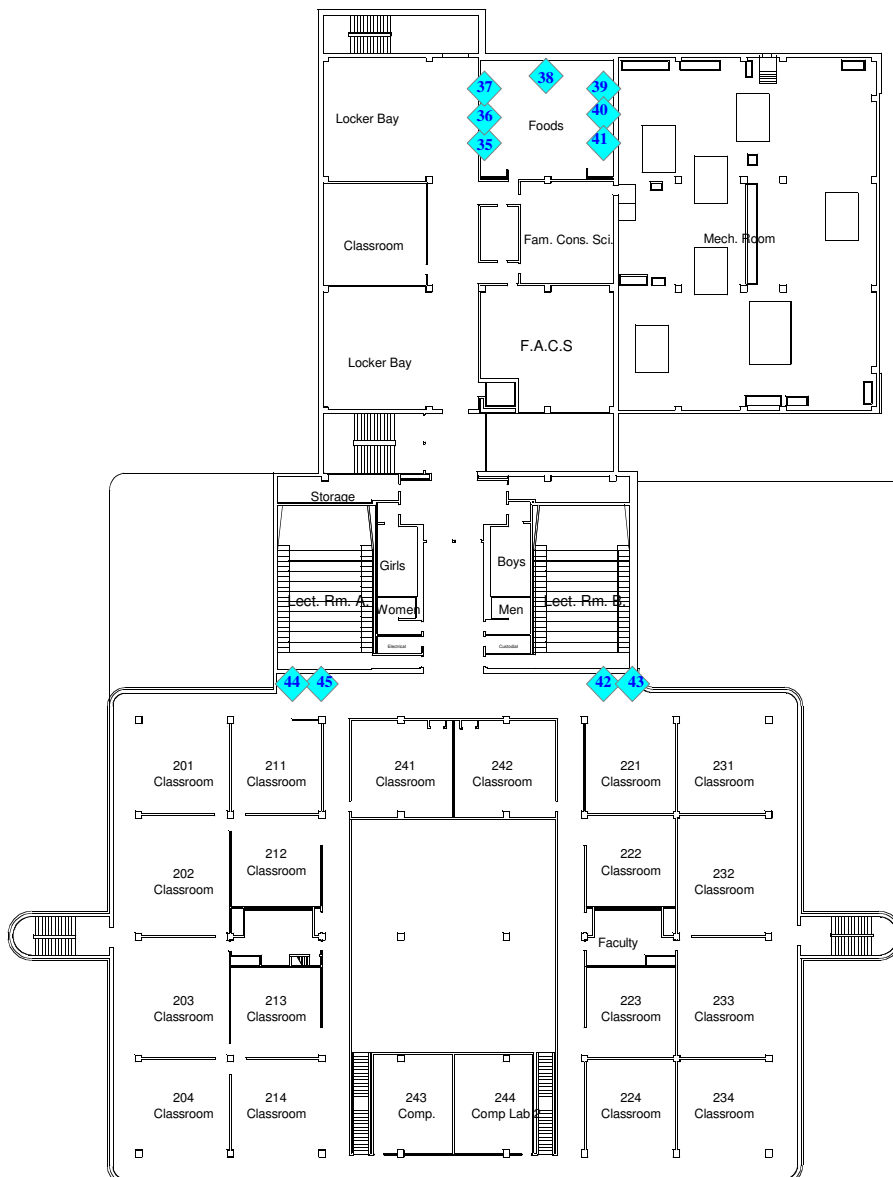 38
37
39
36
40
Locker Bay
Foods
35
41
Classroom
Fam. Cons. Sci.
Mech. Room
F.A.C.S
Locker Bay
Storage
Girls
Boys
Lect. Rm. A.
Women
Men
Lect. Rm. B.
Electrical
Custodial
44
45
42
43
201
Classroom
211
Classroom
241
Classroom
242
Classroom
221
Classroom
231
Classroom
202
Classroom
212
Classroom
222
Classroom
232
Classroom
Faculty
203
Classroom
213
Classroom
223
Classroom
233
Classroom
204
Classroom
214
Classroom
243
Comp.
244
Comp Lab 2
224
Classroom
234
Classroom